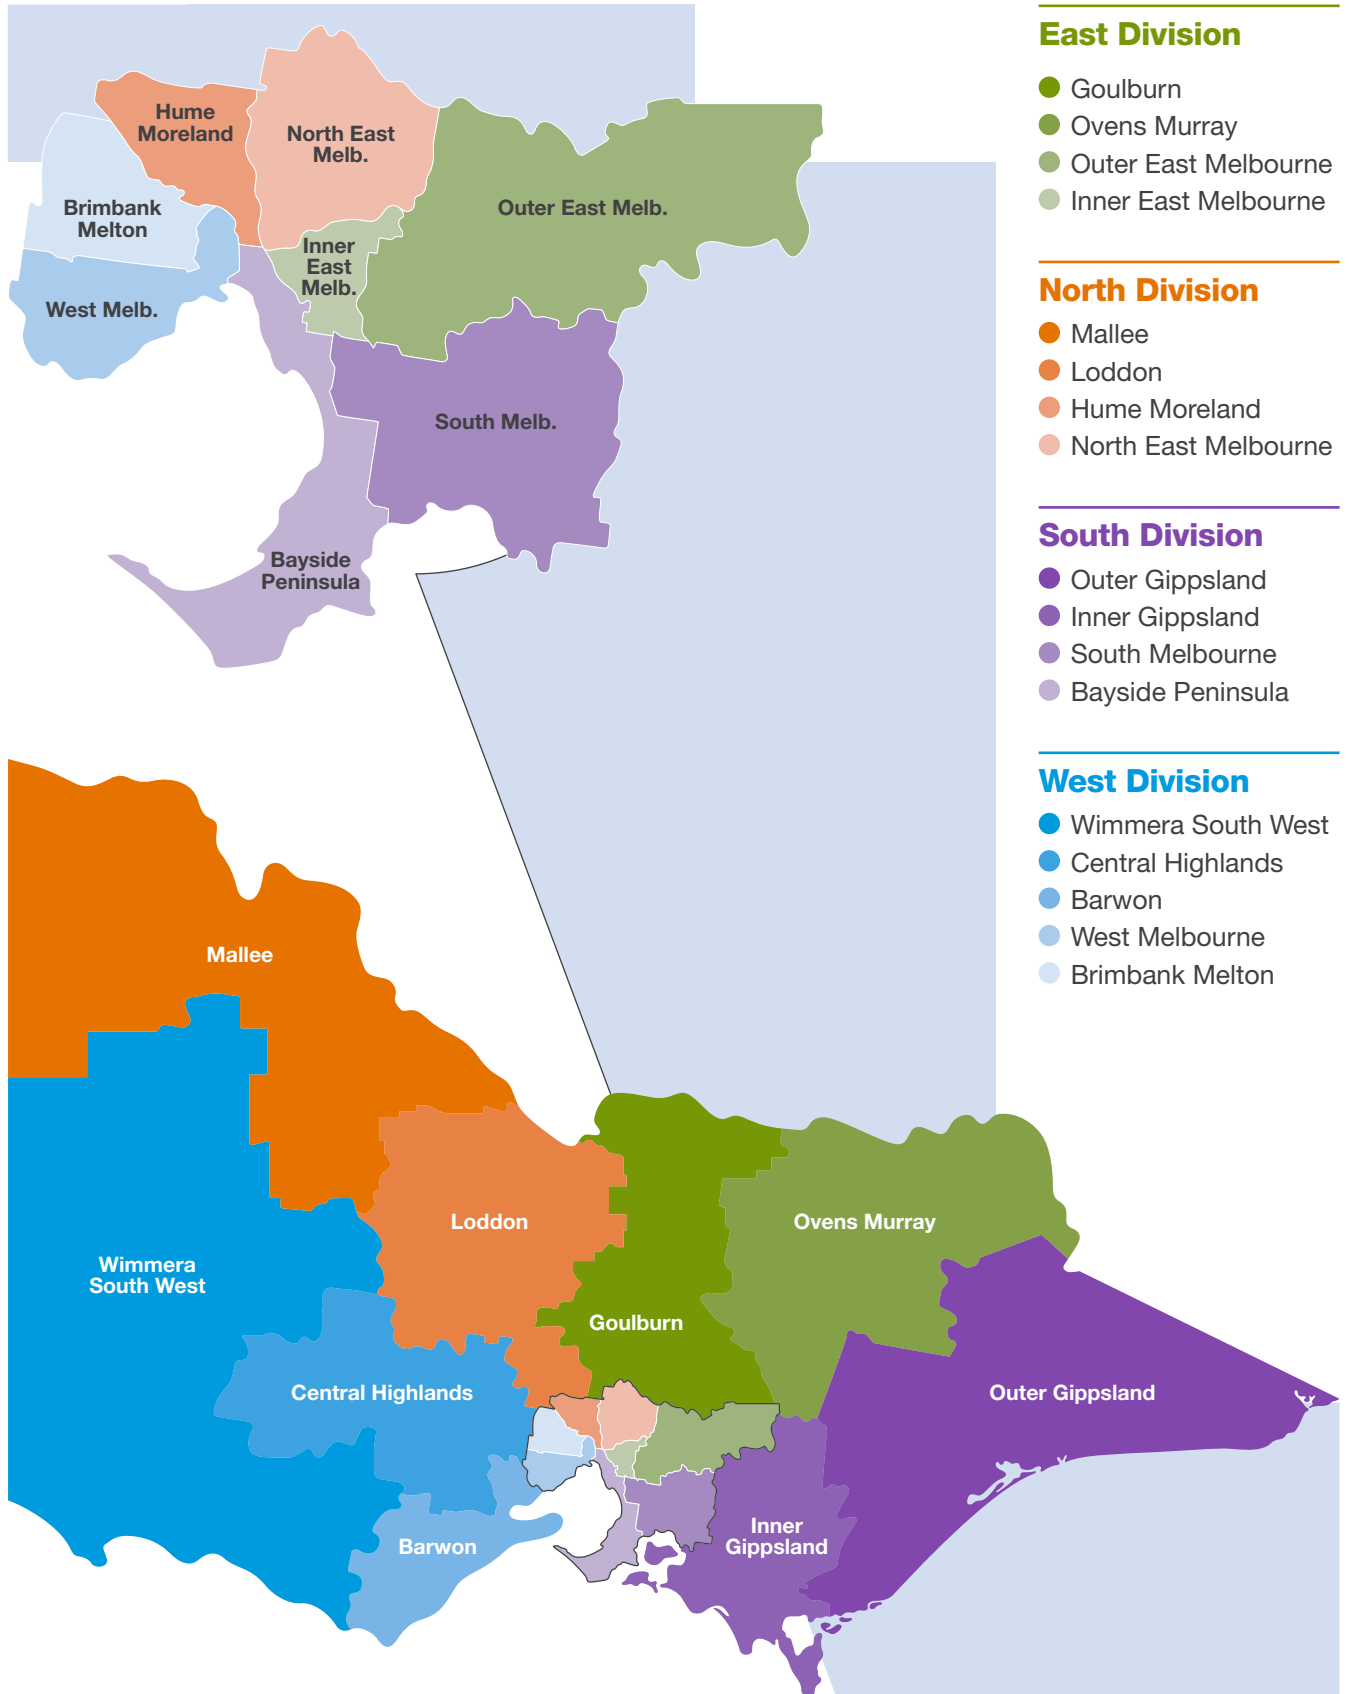 Hume
Moreland
North East
Melb.
Brimbank
Melton
Outer East Melb.
Inner
East
Melb.
West Melb.
South Melb.
Bayside
Peninsula
Mallee
Loddon
Ovens Murray
Wimmera
South West
Goulburn
Central Highlands
Outer Gippsland
Inner
Gippsland
Barwon
East Division
Goulburn
Ovens Murray
Outer East Melbourne
Inner East Melbourne
North Division
Mallee
Loddon
Hume Moreland
North East Melbourne
South Division
Outer Gippsland
Inner Gippsland
South Melbourne
Bayside Peninsula
West Division
Wimmera South West
Central Highlands
Barwon
West Melbourne
Brimbank Melton